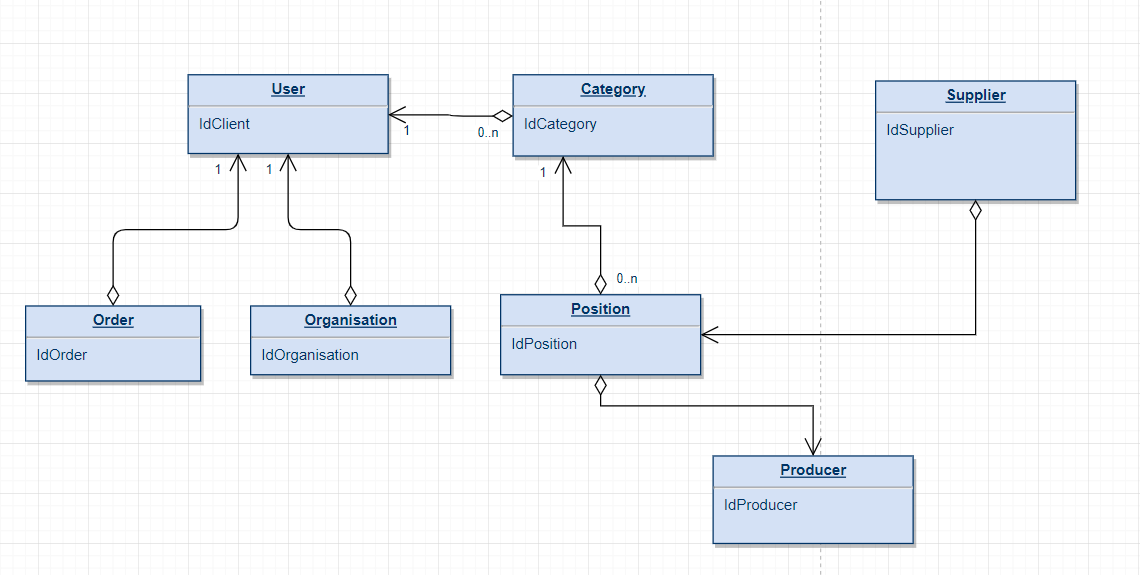 User
IdClient
Category
IdCategory
Supplier
IdSupplier
1
0..n
1
1
1
0..n
Order
IdOrder
Organisation
IdOrganisation
Position
IdPosition
Producer
IdProducer